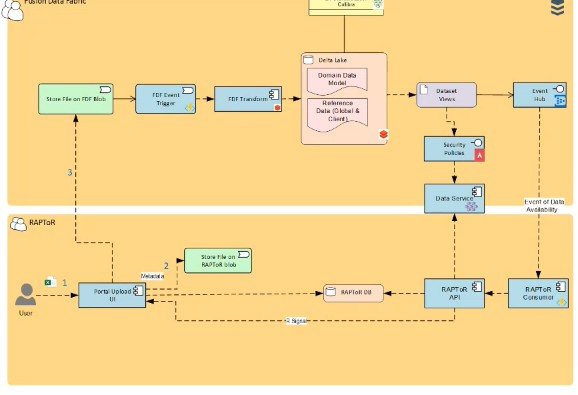 Fusion Data Fabric
Calibre
Delta Lake
Domain Data
Model
Reference
Data (Global &
Client)
Store File on FDF Blob
FDF Event
Trigger
FDF Transform
Dataset
Views
Event
Hub
Security
Policies
A
Data Service
3
Event of Data
Availability
RAPToR
Store File on
RAPToR blob
2
Metadata
1
Portal Upload
UI
User
RAPToR DB
RAPToR
API
RAPToR
Consumer
Signal